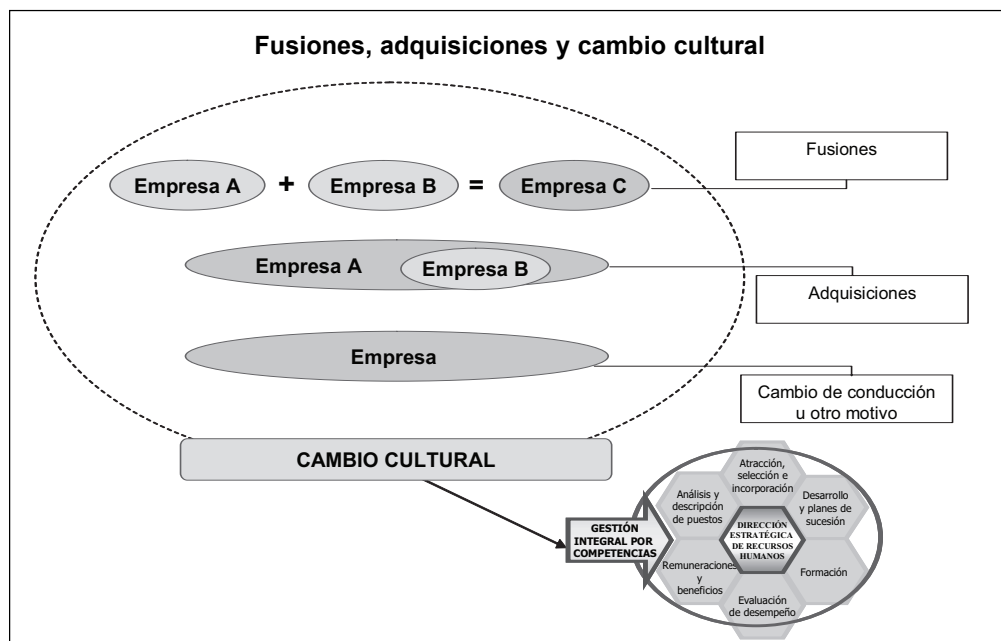 Fusiones, adquisiciones y cambio cultural
Fusiones
Empresa A + Empresa B = Empresa C
Empresa A Empresa B
Adquisiciones
Empresa
Cambio de conducción
u otro motivo
CAMBIO CULTURAL
GESTIÓN
INTEGRAL POR
COMPETENCIAS
Atracción,
selección e
incorporación
Análisis y
descripción
de puestos
Desarrollo
y planes de
sucesión
DIRECCIÓN
ESTRATÉGICA
DE RECURSOS
HUMANOS
Remuneraciones
y
beneficios
Formación
Evaluación
de desempeño